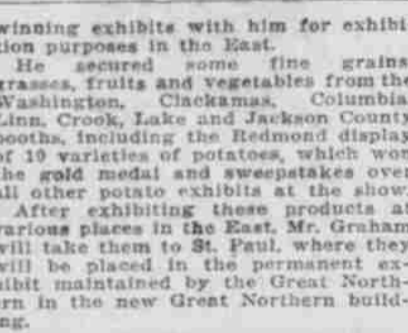 winning exhibits with him for exhibi-
tion purposes in the East.
He secured some fine grains,
grasses, fruits and vegetables from the
Washington, Clackamas, Columbia,
Linn, Crook, Lake and Jackson County
booths, including the Redmond display
of 19 varieties of potatoes, which won
the gold medal and sweepstakes over
all other potato exhibits at the show.
After exhibiting these products at
various places in the East, Mr. Graham
will take them to St. Paul, where they
will be placed in the permanent ex-
hibit maintained by the Great North-
ern in the new Great Northern build-
ing.